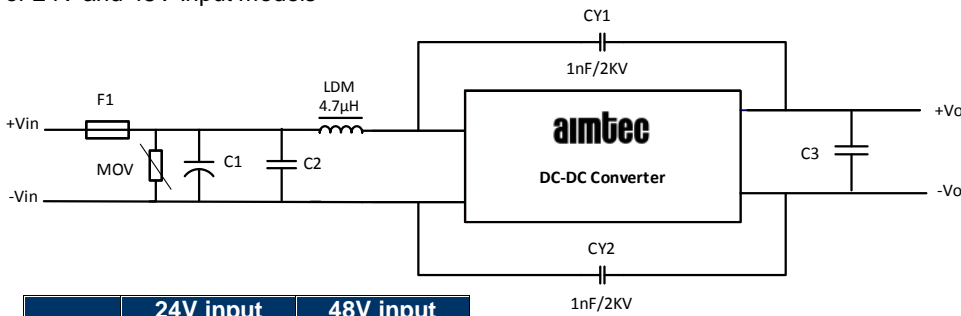 CY1
1nF/2KV
LDM
4.7µH
F1
+Vin
MOV
C1
C2
-Vin
aimtec
DC-DC Converter
+Vo
C3
-Vo
CY2
1nF/2KV
24V input 48V input